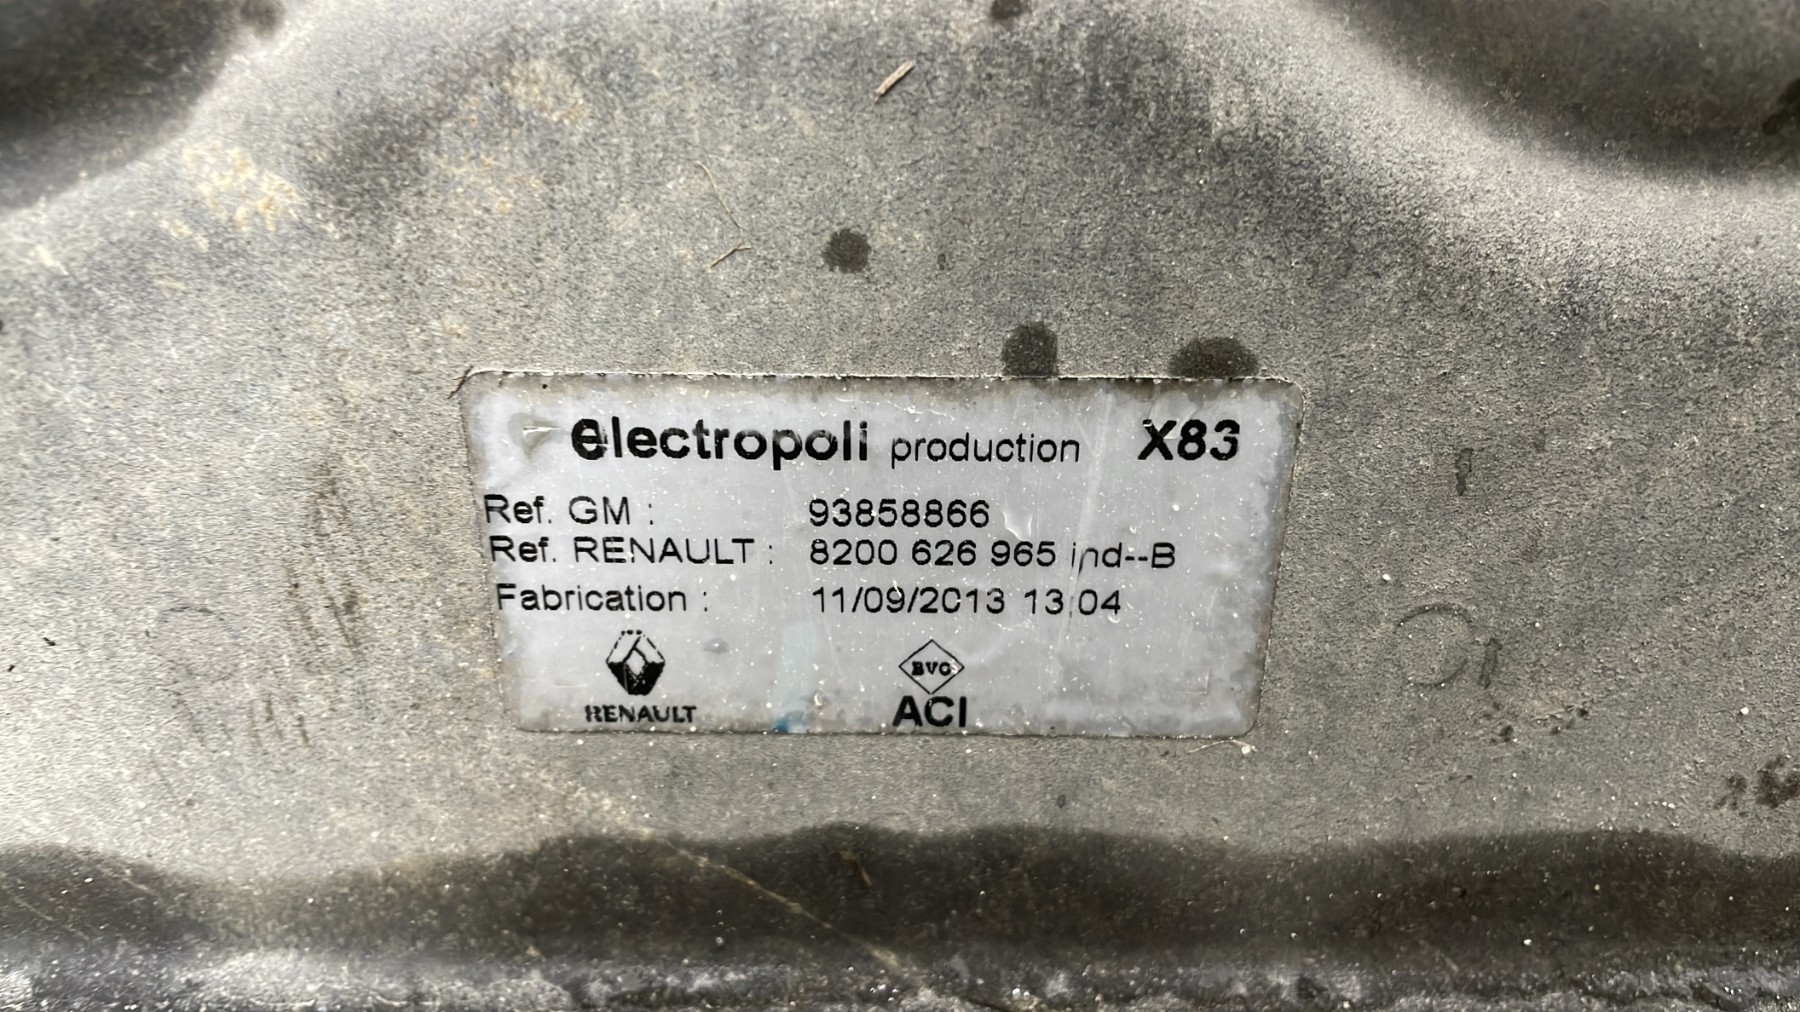 electropoli production X83
Ref. GM : 93858866
Ref. RENAULT : 8200 626 965 ind--B
Fabrication : 11/09/2013 13:04
RENAULT
BVC
ACI